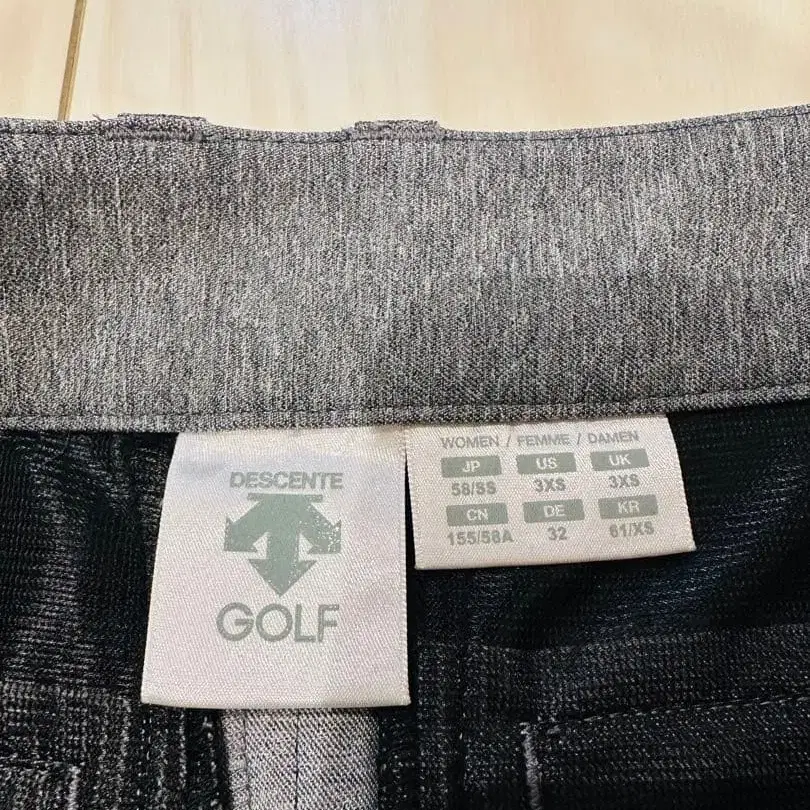 DESCENTE
GOLF
WOMEN / FEMME / DAMEN
JP US UK
58/SS 3XS 3XS
CN DE KR
155/58A 32 61/XS